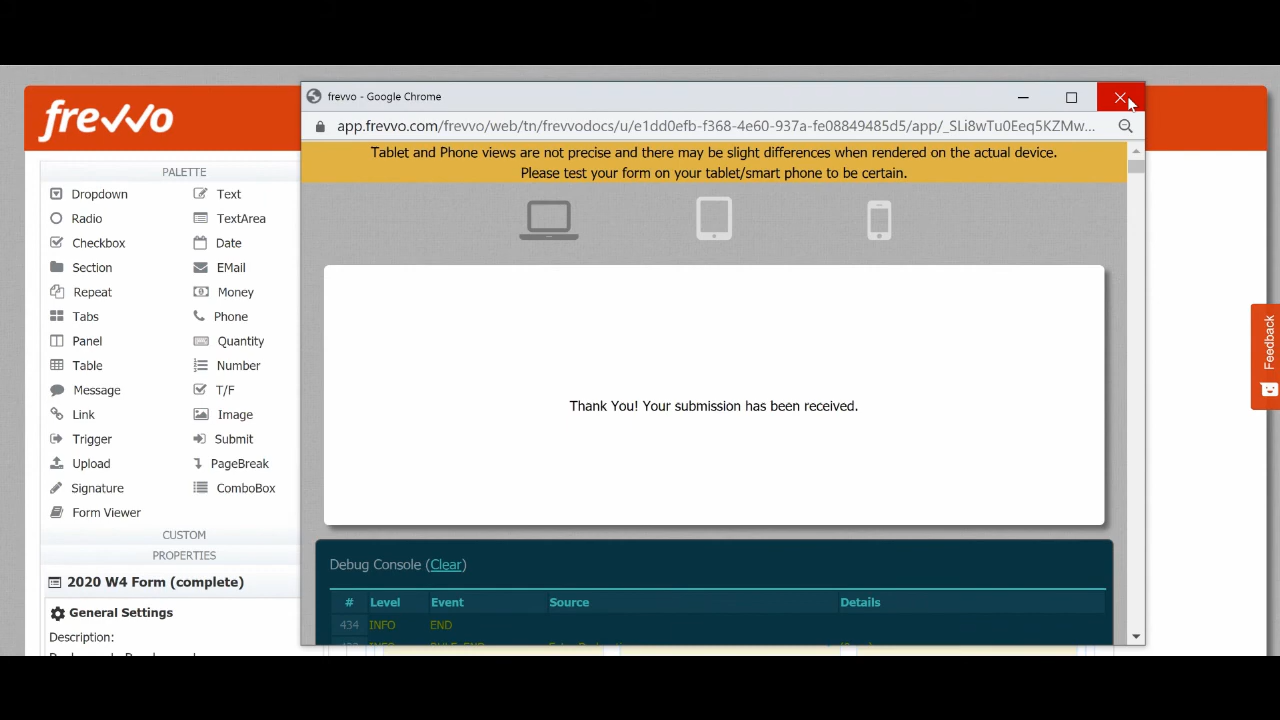 frevvo
frevvo - Google Chrome
app.frevvo.com/frevvo/web/tn/frevvodocs/u/e1dd0efb-f368-4e60-937a-fe08849485d5/app/_SLi8wTu0Eeq5KZMw...
Tablet and Phone views are not precise and there may be slight differences when rendered on the actual device.
Please test your form on your tablet/smart phone to be certain.
PALETTE
Dropdown
Text
Radio
TextArea
Checkbox
Date
Section
EMail
Repeat
Money
Tabs
Phone
Panel
Quantity
Table
Number
Message
T/F
Link
Image
Trigger
Submit
Upload
PageBreak
Signature
ComboBox
Form Viewer
CUSTOM
PROPERTIES
2020 W4 Form (complete)
General Settings
Description:
Thank You! Your submission has been received.
Debug Console (Clear)
# Level Event Source Details
434 INFO END
Feedback